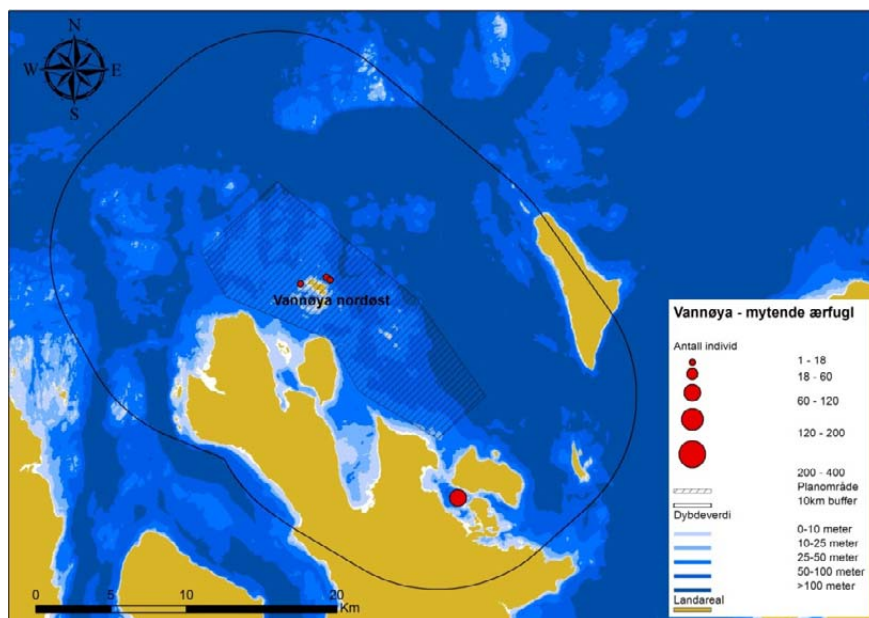 N
W E
S
Vannøya nordøst
Vannøya - mytende ærfugl
Antall individ
1 - 18
18 - 60
60 - 120
120 - 200
200 - 400
Planområde
10km buffer
Dybdeverdi
0-10 meter
10-25 meter
25-50 meter
50-100 meter
>100 meter
Landareal
0 10 20
Km